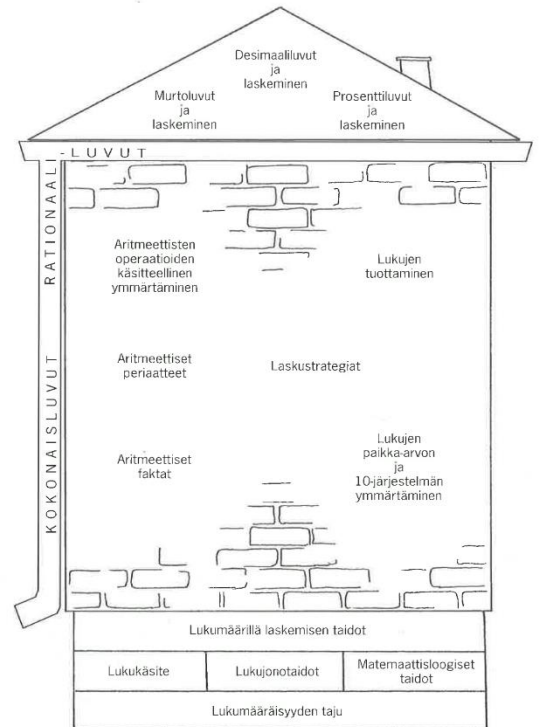 Desimaaliluvut
ja
laskeminen
Murtoluvut
ja
laskeminen
Prosenttiluvut
ja
laskeminen
RATIONAALI-LUVUT
Aritmeettisten
operaatioiden
käsitteellinen
ymmärtäminen
Lukujen
tuottaminen
Aritmeettiset
periaatteet
Laskustrategiat
KOKONAISLUVUT
Aritmeettiset
faktat
Lukujen
paikka-arvon
ja
10-järjestelmän
ymmärtäminen
Lukumäärillä laskemisen taidot
Lukukäsite
Lukujonotaidot
Matemaattisloogiset
taidot
Lukumääräisyyden taju